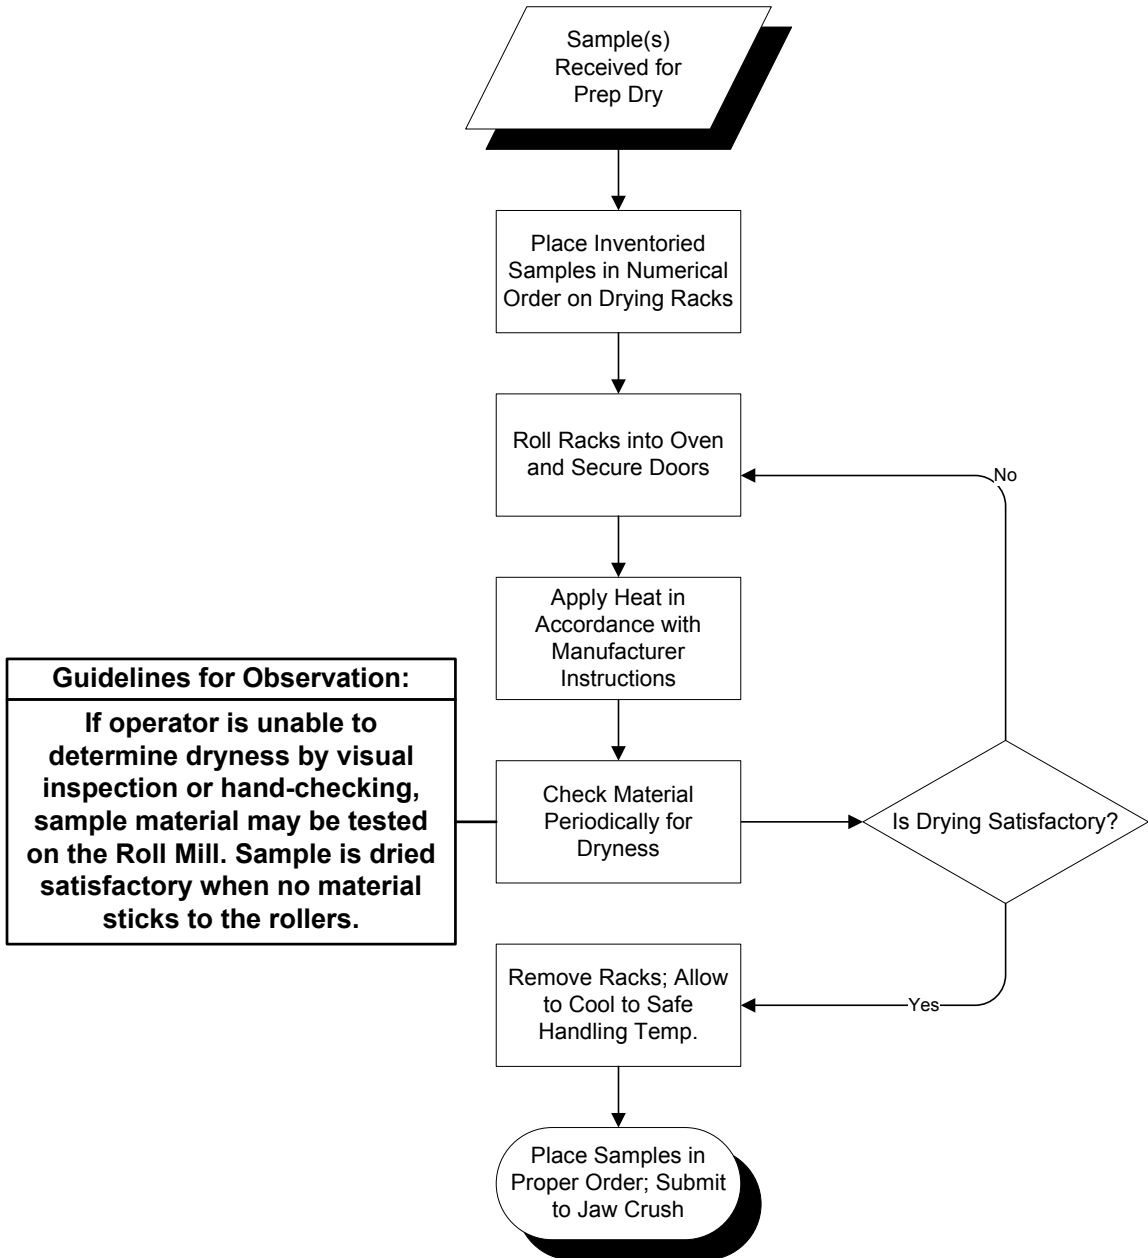 Sample(s)
Received for
Prep Dry
Place Inventoried
Samples in Numerical
Order on Drying Racks
Roll Racks into Oven
and Secure Doors
No
Apply Heat in
Accordance with
Manufacturer
Instructions
Guidelines for Observation:
If operator is unable to
determine dryness by visual
inspection or hand-checking,
sample material may be tested
on the Roll Mill. Sample is dried
satisfactory when no material
sticks to the rollers.
Check Material
Periodically for
Dryness
Is Drying Satisfactory?
Remove Racks; Allow
to Cool to Safe
Handling Temp.
Yes
Place Samples in
Proper Order; Submit
to Jaw Crush